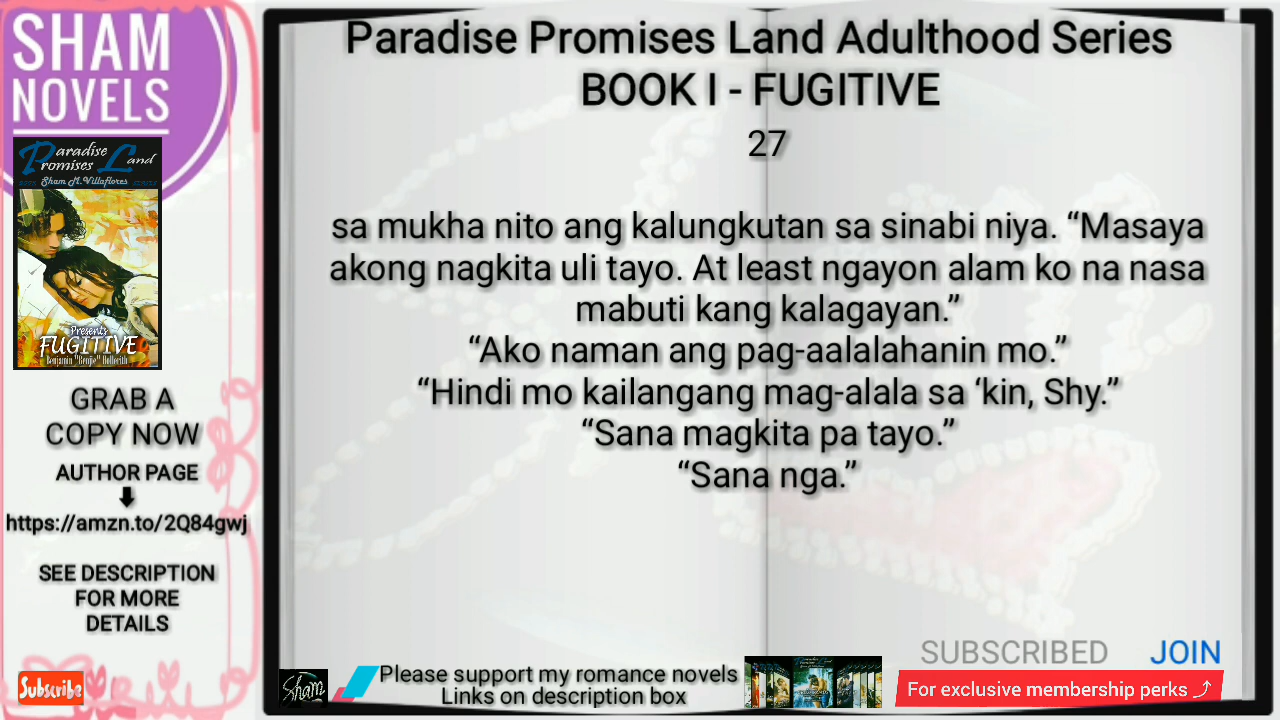 SHAM
NOVELS
Paradise
Promises Land
Sham M. Villaflores
Presents
FUGITIVE
GRAB A
COPY NOW
AUTHOR PAGE
https://amzn.to/2Q84gwj
SEE DESCRIPTION
FOR MORE
DETAILS
Subscribe
Paradise Promises Land Adulthood Series
BOOK I - FUGITIVE
27
sa mukha nito ang kalungkutan sa sinabi niya. “Masaya
akong nagkita uli tayo. At least ngayon alam ko na nasa
mabuti kang kalagayan.”
“Ako naman ang pag-aalalahanin mo.”
“Hindi mo kailangang mag-alala sa ‘kin, Shy.”
“Sana magkita pa tayo.”
“Sana nga.”
SUBSCRIBED JOIN
Sham
Please support my romance novels
Links on description box
For exclusive membership perks